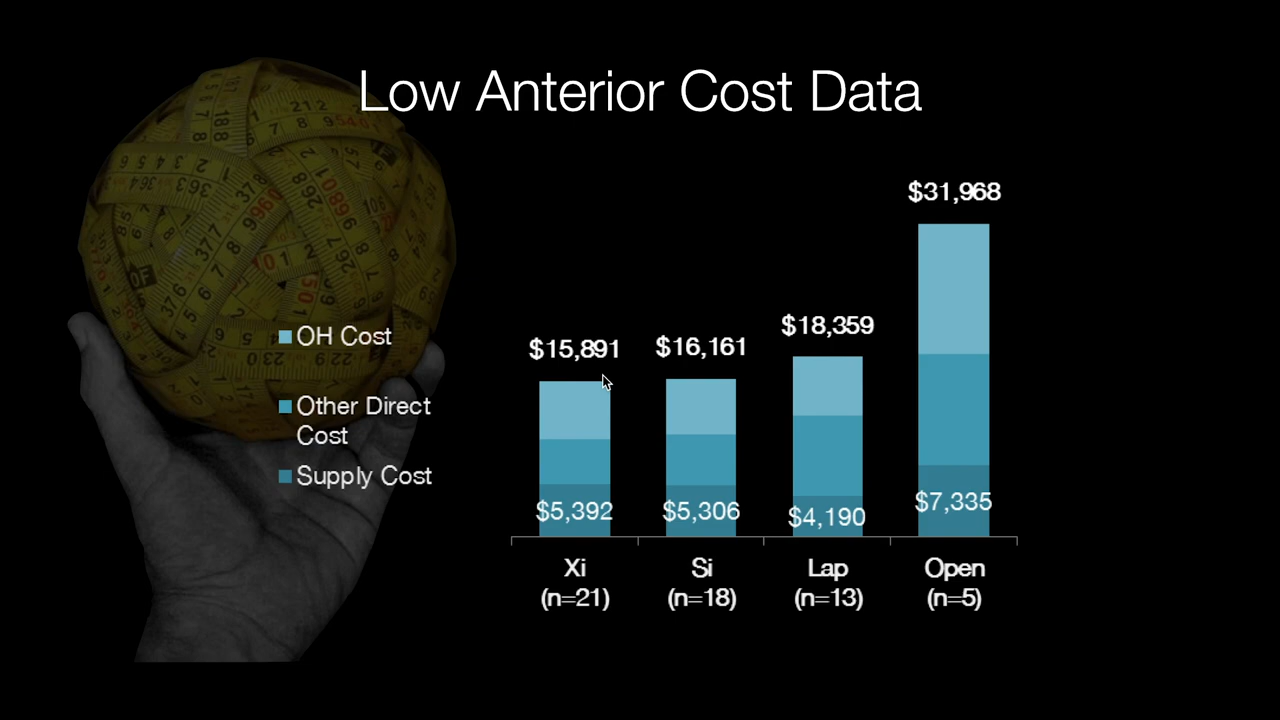 Low Anterior Cost Data
OH Cost
Other Direct
Cost
Supply Cost
$15,891
$16,161
$18,359
$31,968
$5,392
$5,306
$4,190
$7,335
Xi
(n=21)
Si
(n=18)
Lap
(n=13)
Open
(n=5)